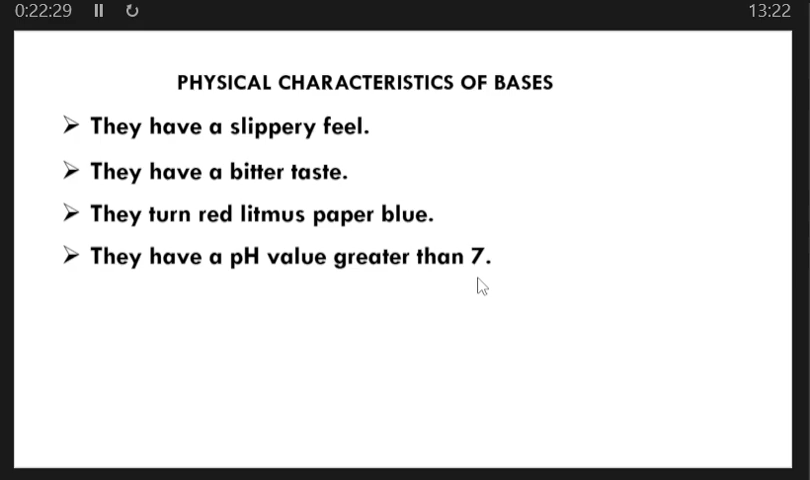 0:22:29
13:22
PHYSICAL CHARACTERISTICS OF BASES
➢ They have a slippery feel.
➢ They have a bitter taste.
➢ They turn red litmus paper blue.
➢ They have a pH value greater than 7.